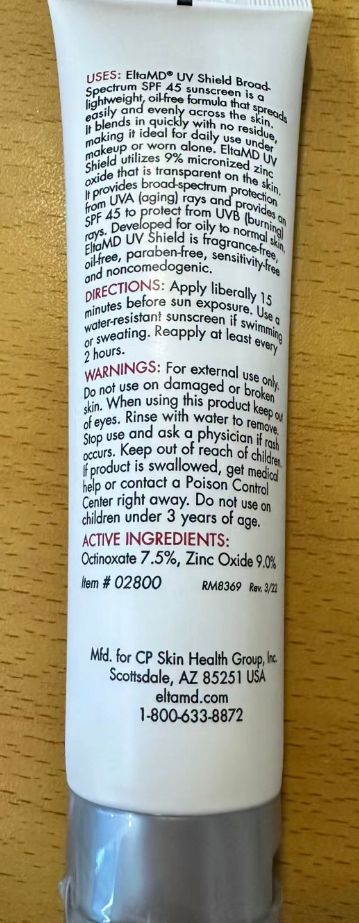 USES: EltaMD® UV Shield Broad-
Spectrum SPF 45 sunscreen is a
lightweight, oil-free formula that spreads
easily and evenly across the skin.
It blends in quickly with no residue,
making it ideal for daily use under
makeup or worn alone. EltaMD UV
Shield utilizes 9% micronized zinc
oxide that is transparent on the skin.
It provides broad-spectrum protection
from UVA (aging) rays and provides an
SPF 45 to protect from UVB (burning)
rays. Developed for oily to normal skin,
EltaMD UV Shield is fragrance-free,
oil-free, paraben-free, sensitivity-free
and noncomedogenic.
DIRECTIONS: Apply liberally 15
minutes before sun exposure. Use a
water-resistant sunscreen if swimming
or sweating. Reapply at least every
2 hours.
WARNINGS: For external use only.
Do not use on damaged or broken
skin. When using this product keep out
of eyes. Rinse with water to remove.
Stop use and ask a physician if rash
occurs. Keep out of reach of children.
If product is swallowed, get medical
help or contact a Poison Control
Center right away. Do not use on
children under 3 years of age.
ACTIVE INGREDIENTS:
Octinoxate 7.5%, Zinc Oxide 9.0%
Item # 02800 RM8369 Rev. 3/22
Mfd. for CP Skin Health Group, Inc.
Scottsdale, AZ 85251 USA
eltamd.com
1-800-633-8872